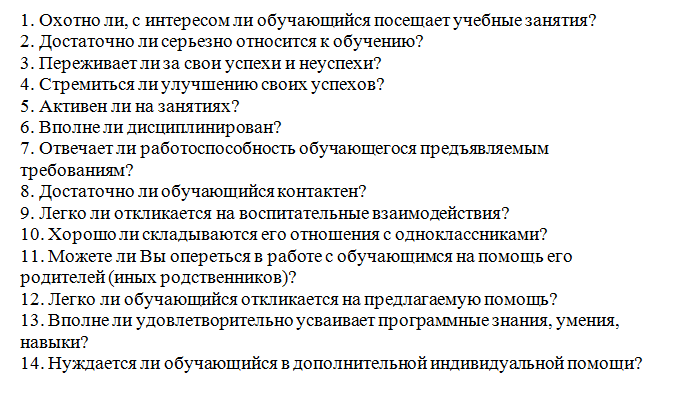 1. Охотно ли, с интересом ли обучающийся посещает учебные занятия?
2. Достаточно ли серьезно относится к обучению?
3. Переживает ли за свои успехи и неуспехи?
4. Стремиться ли улучшению своих успехов?
5. Активен ли на занятиях?
6. Вполне ли дисциплинирован?
7. Отвечает ли работоспособность обучающегося предъявляемым
требованиям?
8. Достаточно ли обучающийся контактен?
9. Легко ли откликается на воспитательные взаимодействия?
10. Хорошо ли складываются его отношения с одноклассниками?
11. Можете ли Вы опереться в работе с обучающимся на помощь его
родителей (иных родственников)?
12. Легко ли обучающийся откликается на предлагаемую помощь?
13. Вполне ли удовлетворительно усваивает программные знания, умения,
навыки?
14. Нуждается ли обучающийся в дополнительной индивидуальной помощи?